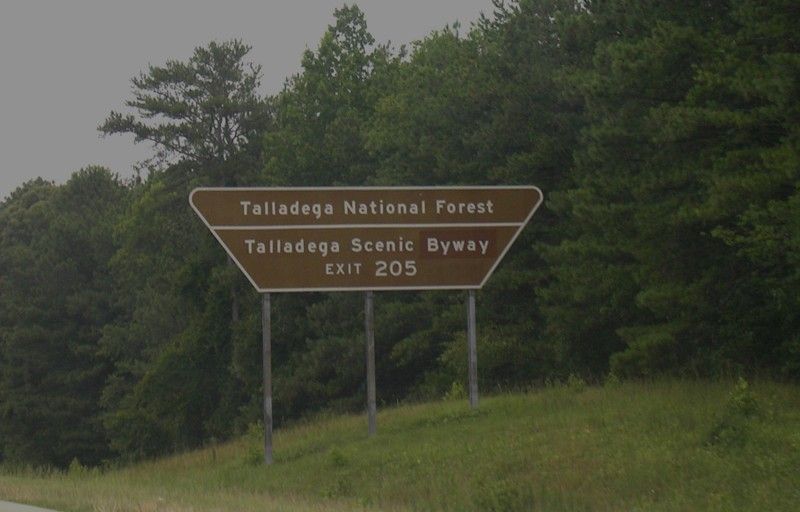 Talladega National Forest
Talladega Scenic Byway
EXIT 205